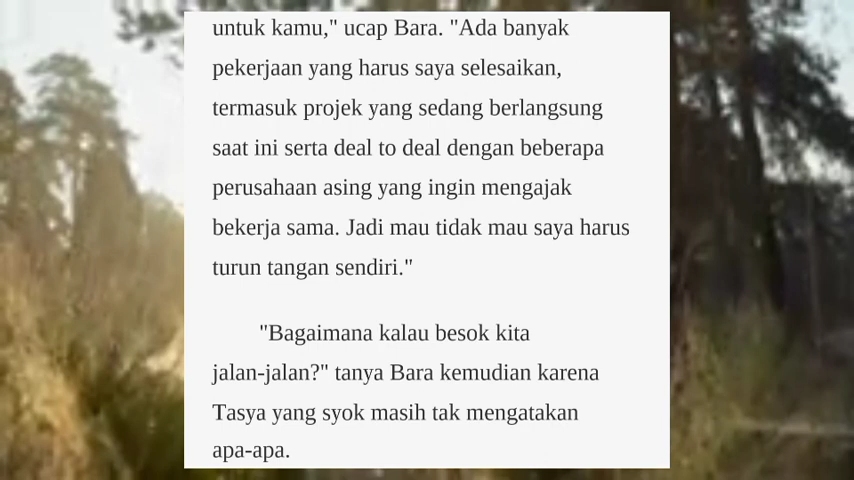 untuk kamu," ucap Bara. "Ada banyak
pekerjaan yang harus saya selesaikan,
termasuk projek yang sedang berlangsung
saat ini serta deal to deal dengan beberapa
perusahaan asing yang ingin mengajak
bekerja sama. Jadi mau tidak mau saya harus
turun tangan sendiri."
"Bagaimana kalau besok kita
jalan-jalan?" tanya Bara kemudian karena
Tasya yang syok masih tak mengatakan
apa-apa.